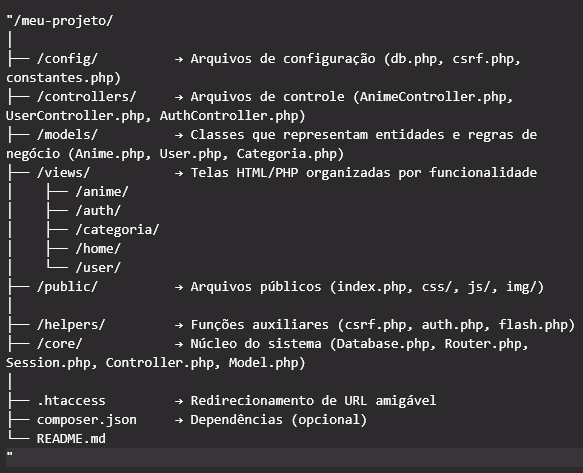 "/meu-projeto/
│
├── /config/          → Arquivos de configuração (db.php, csrf.php,
constantes.php)
├── /controllers/     → Arquivos de controle (AnimeController.php,
UserController.php, AuthController.php)
├── /models/          → Classes que representam entidades e regras de
negócio (Anime.php, User.php, Categoria.php)
├── /views/           → Telas HTML/PHP organizadas por funcionalidade
│    ├── /anime/
│    ├── /auth/
│    ├── /categoria/
│    ├── /home/
│    └── /user/
├── /public/          → Arquivos públicos (index.php, css/, js/, img/)
│
├── /helpers/         → Funções auxiliares (csrf.php, auth.php, flash.php)
├── /core/            → Núcleo do sistema (Database.php, Router.php,
Session.php, Controller.php, Model.php)
│
├── .htaccess         → Redirecionamento de URL amigável
├── composer.json     → Dependências (opcional)
└── README.md
"